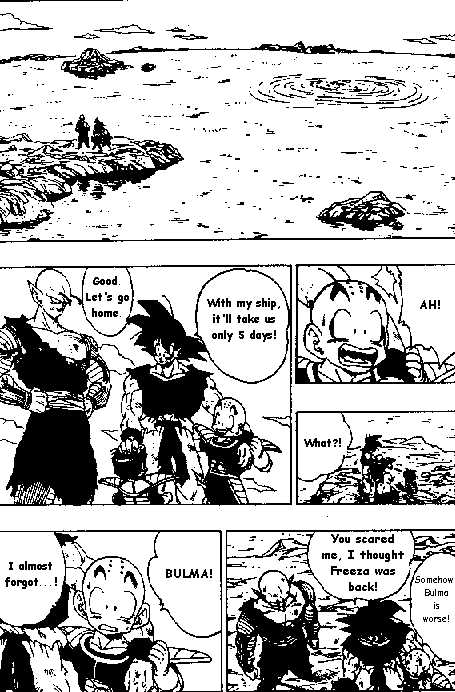 Good.
Let's go
home.
With my ship,
it'll take us
only 5 days!
AH!
What?!
I almost
forgot...!
BULMA!
You scared
me, I thought
Freeza was
back!
Somehow
Bulma
is
worse!